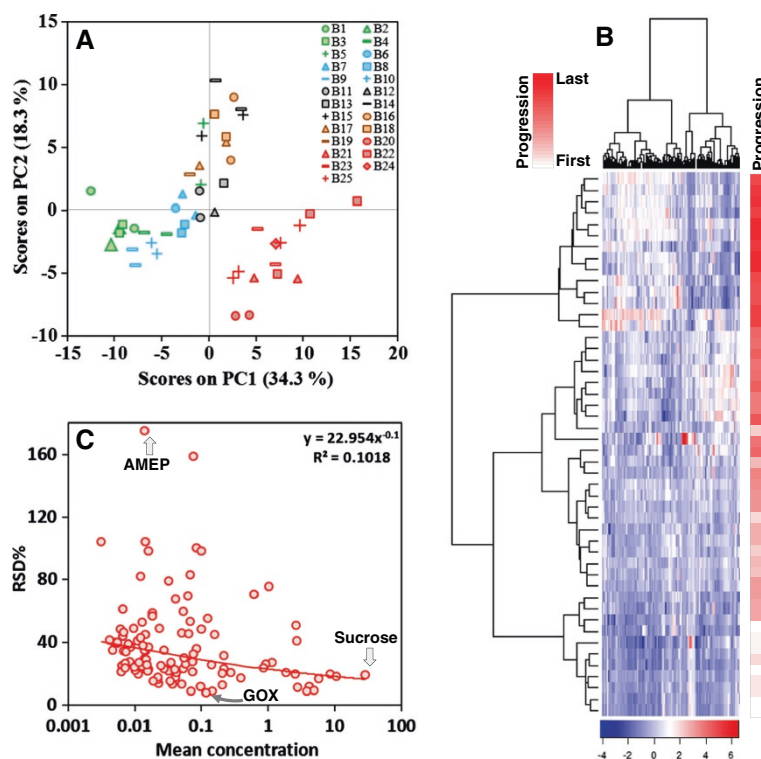 A
15
10
5
0
-5
-10
-15
-10
-5
0
5
10
15
20
Scores on PC2 (18.3 %)
Scores on PC1 (34.3 %)
B1 B2
B3 B4
B5 B6
B7 B8
B9 B10
B11 B12
B13 B14
B15 B16
B17 B18
B19 B20
B21 B22
B23 B24
B25
B
Progression
Last
First
Progression
-4 -2 0 2 4 6
C
y = 22.954x-0.1
R² = 0.1018
AMEP
Sucrose
GOX
RSD%
160
120
80
40
0
0.001 0.01 0.1 1 10 100
Mean concentration